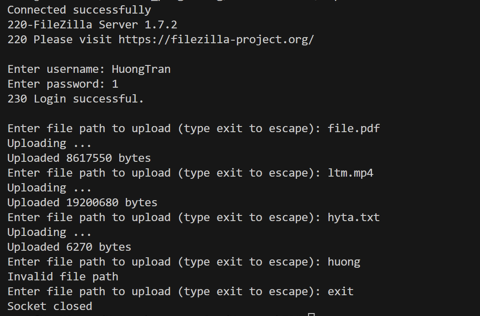 Connected successfully
220-FileZilla Server 1.7.2
220 Please visit https://filezilla-project.org/
Enter username: HuongTran
Enter password: 1
230 Login successful.
Enter file path to upload (type exit to escape): file.pdf
Uploading ...
Uploaded 8617550 bytes
Enter file path to upload (type exit to escape): ltm.mp4
Uploading ...
Uploaded 19200680 bytes
Enter file path to upload (type exit to escape): hyta.txt
Uploading ...
Uploaded 6270 bytes
Enter file path to upload (type exit to escape): huong
Invalid file path
Enter file path to upload (type exit to escape): exit
Socket closed